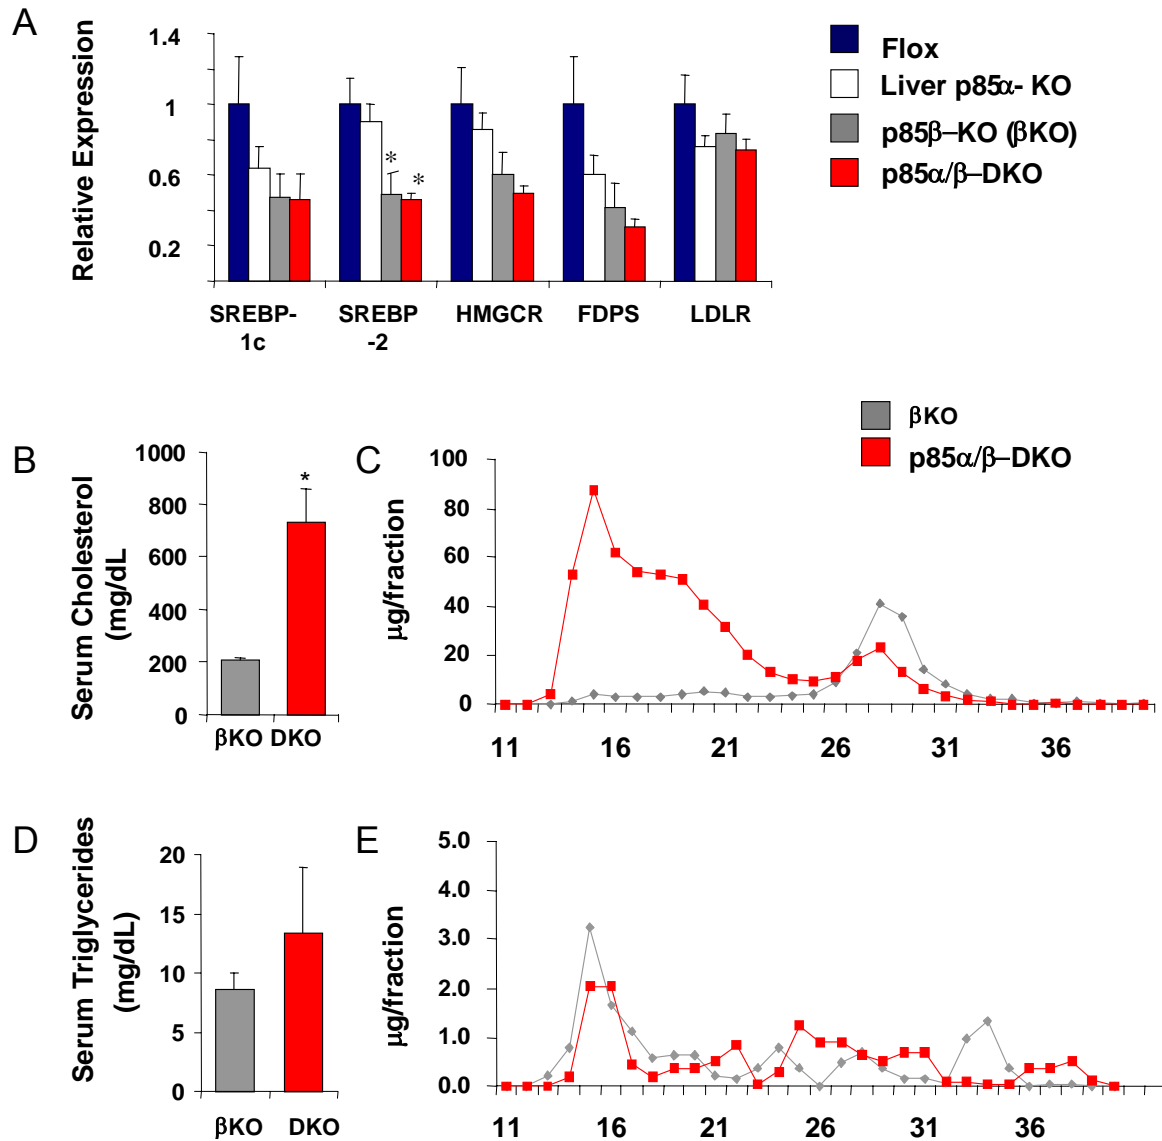 A
Relative Expression
1.4
1
0.6
0.2
*
*
SREBP-
1c
SREBP
-2
HMGCR
FDPS
LDLR
Flox
Liver p85α- KO
p85β–KO (βKO)
p85α/β–DKO
βKO
p85α/β–DKO
B
Serum Cholesterol
(mg/dL)
1000
800
600
400
200
0
*
βKO DKO
C
µg/fraction
100
80
60
40
20
0
11 16 21 26 31 36
D
Serum Triglycerides
(mg/dL)
20
15
10
5
0
βKO DKO
E
µg/fraction
5.0
4.0
3.0
2.0
1.0
0.0
11 16 21 26 31 36